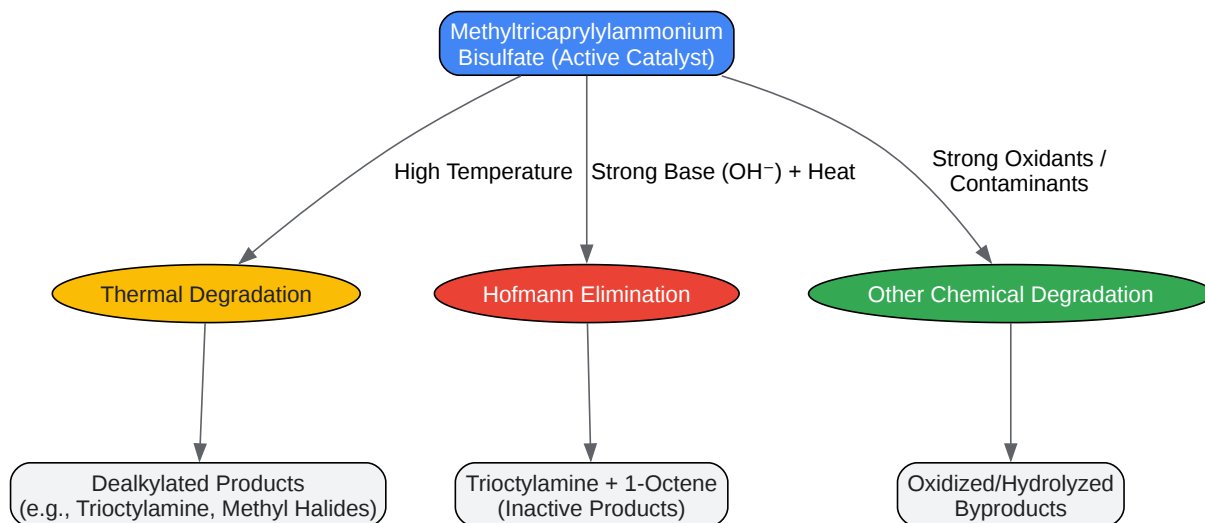 Methyltricaprylylammonium
Bisulfate (Active Catalyst)
High Temperature
Strong Base (OH⁻) + Heat
Strong Oxidants /
Contaminants
Thermal Degradation
Hofmann Elimination
Other Chemical Degradation
Dealkylated Products
(e.g., Trioctylamine, Methyl Halides)
Trioctylamine + 1-Octene
(Inactive Products)
Oxidized/Hydrolyzed
Byproducts